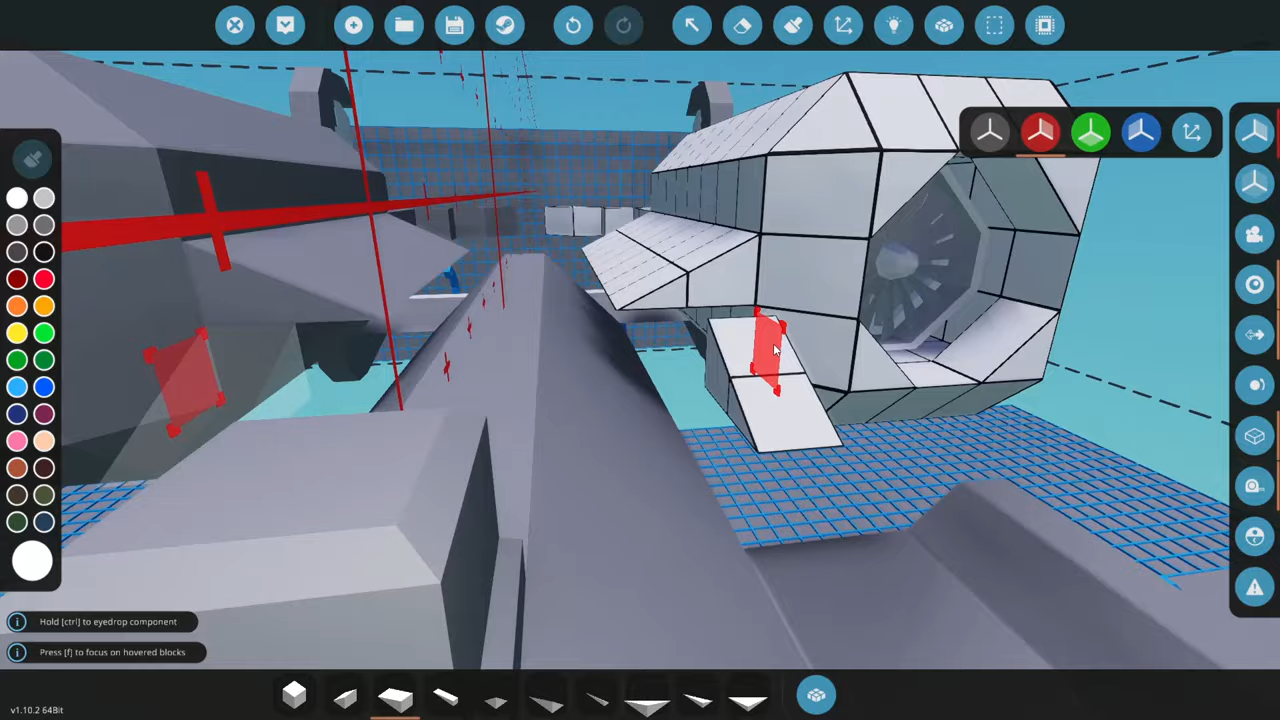 Hold [ctrl] to eyedrop component
Press [f] to focus on hovered blocks
v1.10.2 64Bit